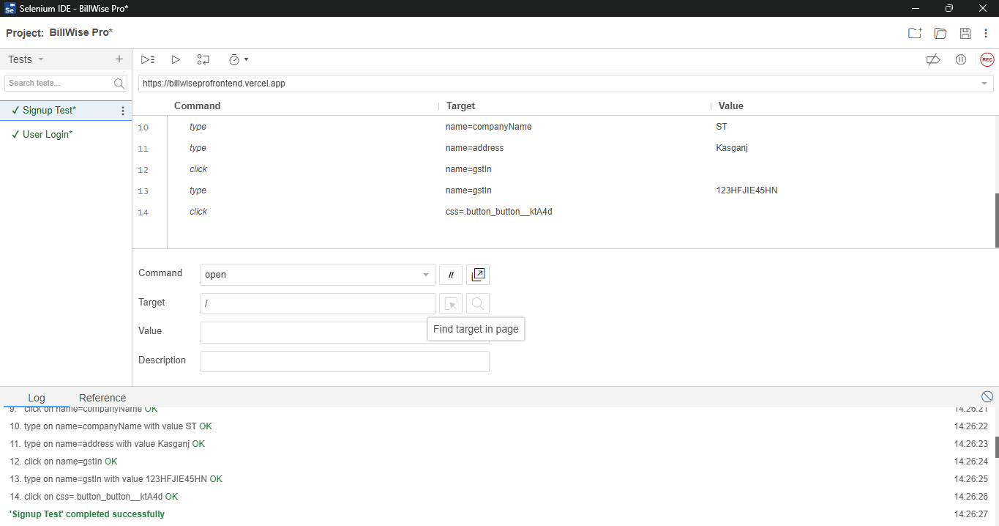 Selenium IDE - BillWise Pro*
Project: BillWise Pro*
Tests
REC
Search tests...
https://billwiseprofrontend.vercel.app
Command Target Value
✓ Signup Test*
✓ User Login*
10 type name=companyName ST
11 type name=address Kasganj
12 click name=gstIn
13 type name=gstIn 123HFJIE45HN
14 click css=.button_button__ktA4d
Command open //
Target /
Find target in page
Value
Description
Log Reference
9. click on name=companyName OK 14:26:21
10. type on name=companyName with value ST OK 14:26:22
11. type on name=address with value Kasganj OK 14:26:23
12. click on name=gstIn OK 14:26:24
13. type on name=gstIn with value 123HFJIE45HN OK 14:26:25
14. click on css=.button_button__ktA4d OK 14:26:26
'Signup Test' completed successfully 14:26:27